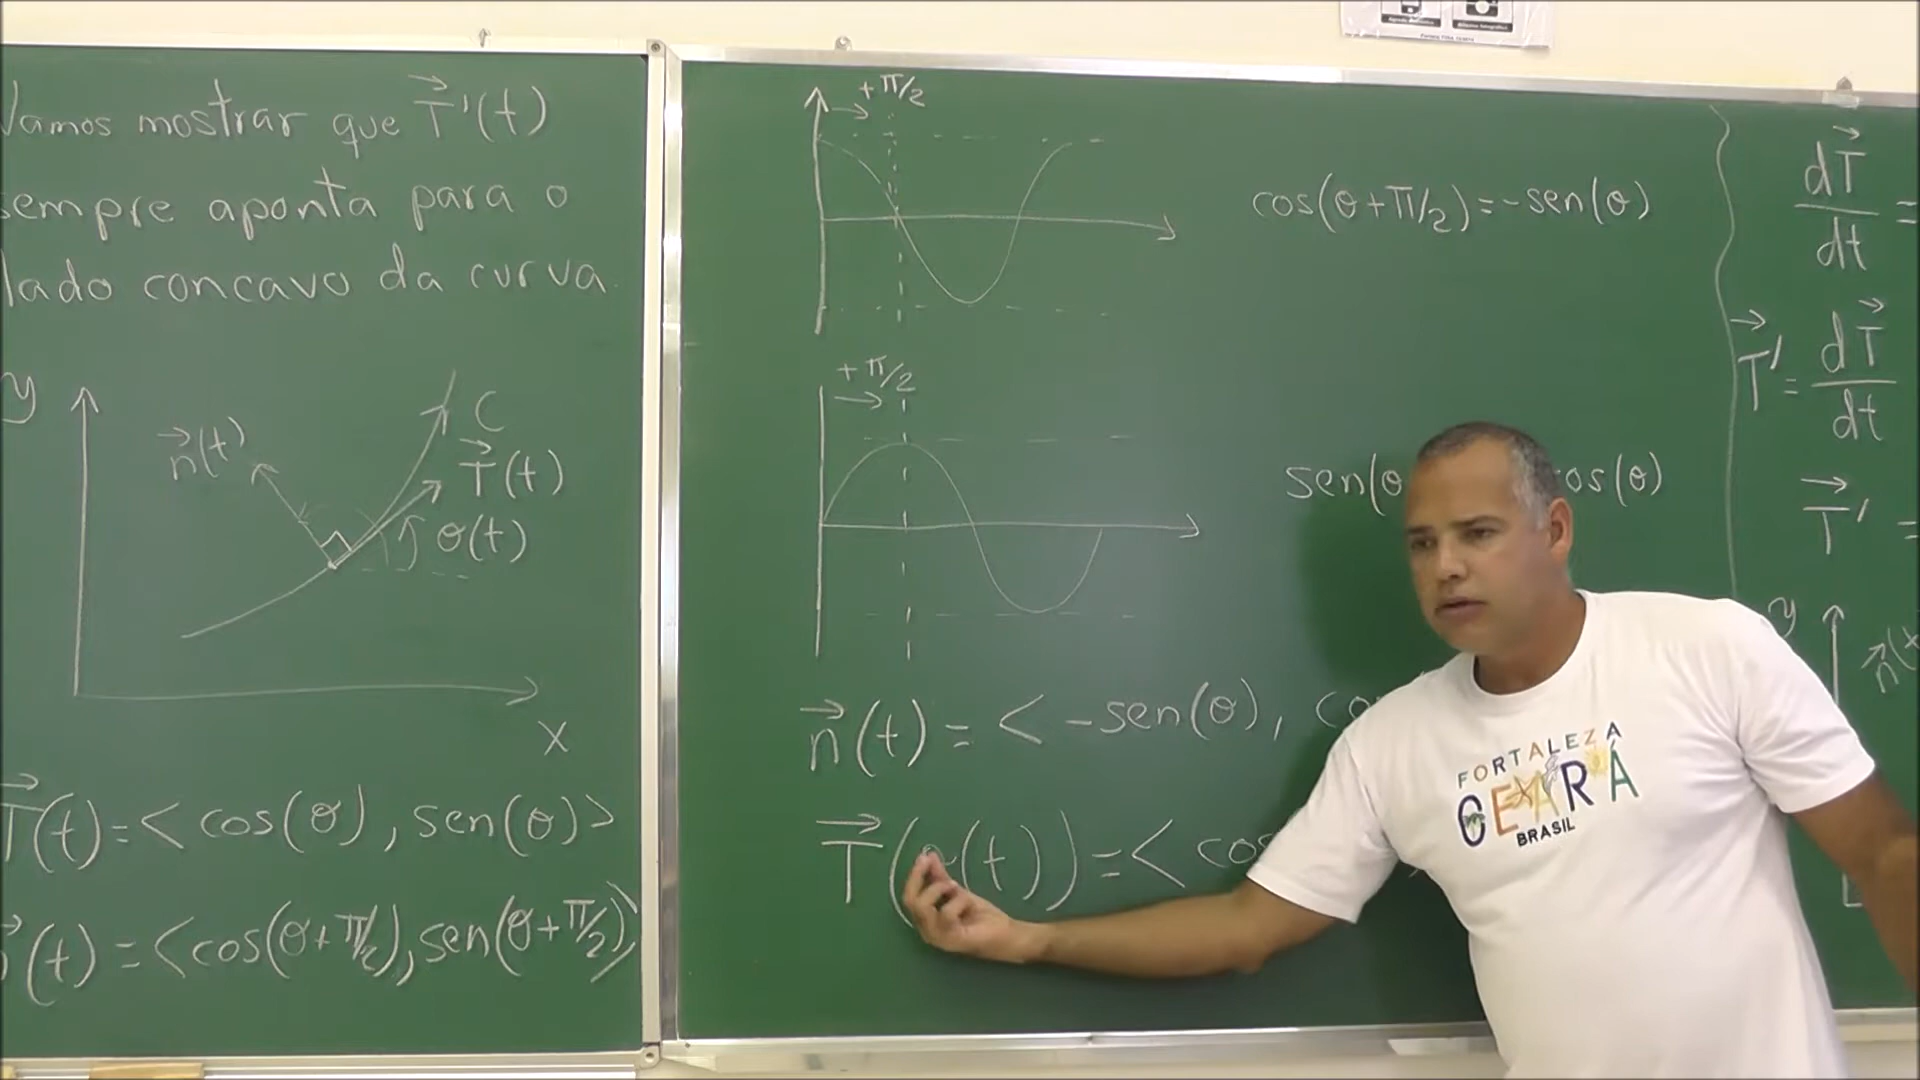 Vamos mostrar que T'(t)
sempre aponta para o
lado concavo da curva.
y
n(t)
C
T(t)
θ(t)
x
T(t) = < cos(θ), sen(θ) >
(t) = < cos(θ+π/2), sen(θ+π/2) >
+π/2
cos(θ+π/2) = -sen(θ)
+π/2
sen(θ
os(θ)
n(t) = < -sen(θ), co
T( (t)) = < cos
dT/dt =
T' = dT/dt
T' =
y
n(t
FORTALEZA
CEARÁ
BRASIL